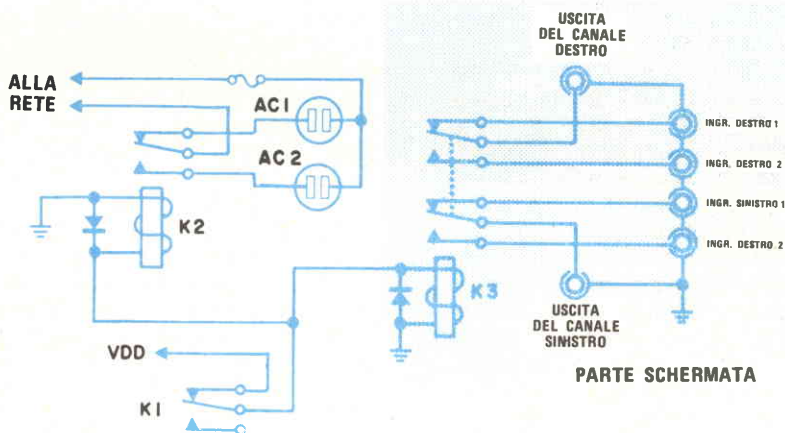 USCITA
DEL CANALE
DESTRO
ALLA
RETE
AC1
AC2
INGR. DESTRO 1
INGR. DESTRO 2
INGR. SINISTRO 1
INGR. DESTRO 2
K2
K3
VDD
K1
USCITA
DEL CANALE
SINISTRO
PARTE SCHERMATA